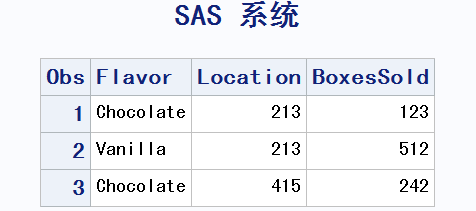 SAS 系统
Obs Flavor Location BoxesSold
1 Chocolate 213 123
2 Vanilla 213 512
3 Chocolate 415 242